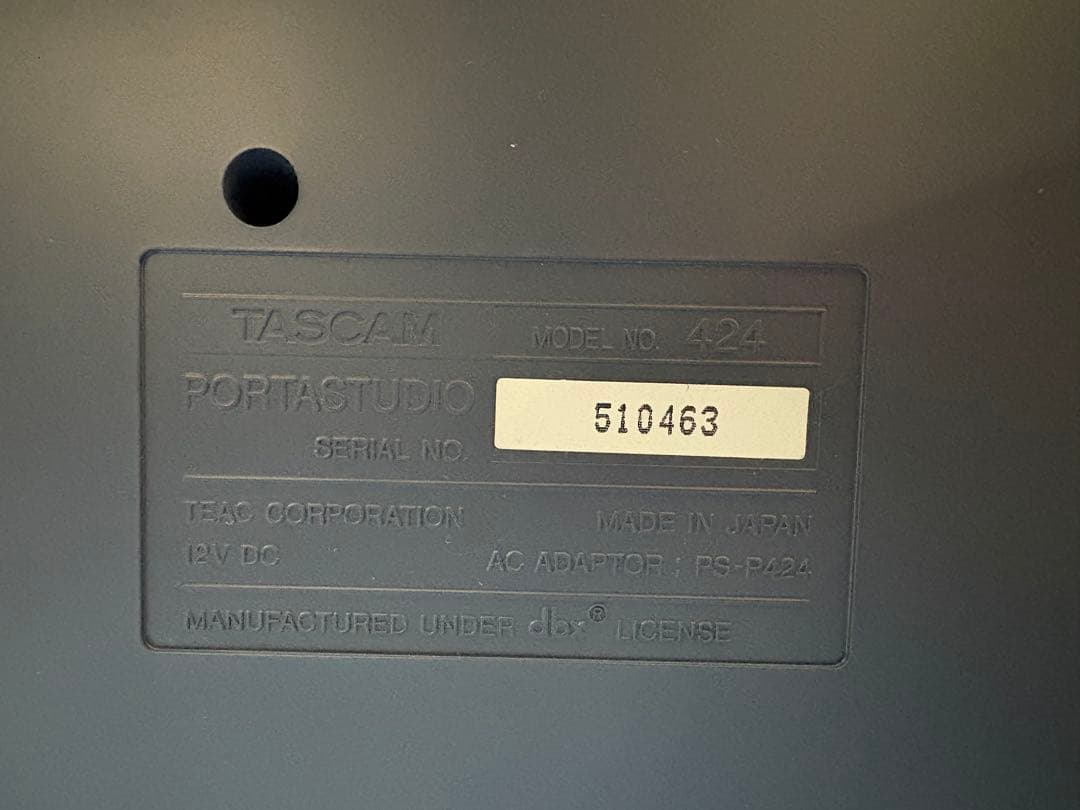 TASCAM MODEL NO. 424
PORTASTUDIO
510463
SERIAL NO.
TEAC CORPORATION MADE IN JAPAN
12V DC AC ADAPTOR : PS-P424
MANUFACTURED UNDER dbx® LICENSE